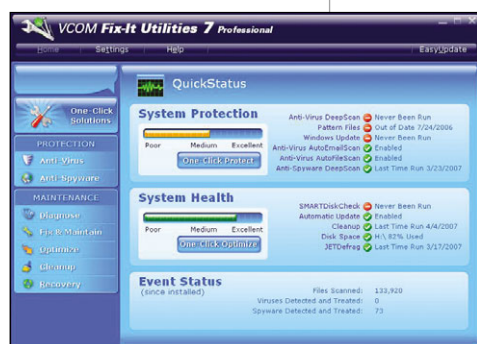 VCOM Fix-It Utilities 7 Professional
Home Settings Help EasyUpdate
QuickStatus
One-Click Solutions
PROTECTION
Anti-Virus
Anti-Spyware
MAINTENANCE
Diagnose
Fix & Maintain
Optimize
Cleanup
Recovery
System Protection
Poor Medium Excellent
One-Click Protect
Anti-Virus DeepScan Never Been Run
Pattern Files Out of Date 7/24/2006
Windows Update Never Been Run
Anti-Virus AutoEmailScan Enabled
Anti-Virus AutoFileScan Enabled
Anti-Spyware DeepScan Last Time Run 3/23/2007
System Health
Poor Medium Excellent
One-Click Optimize
SMARTDiskCheck Never Been Run
Automatic Update Enabled
Cleanup Last Time Run 4/4/2007
Disk Space H:\ 82% Used
JETDefrag Last Time Run 3/17/2007
Event Status
(since installed)
Files Scanned: 133,920
Viruses Detected and Treated: 0
Spyware Detected and Treated: 73